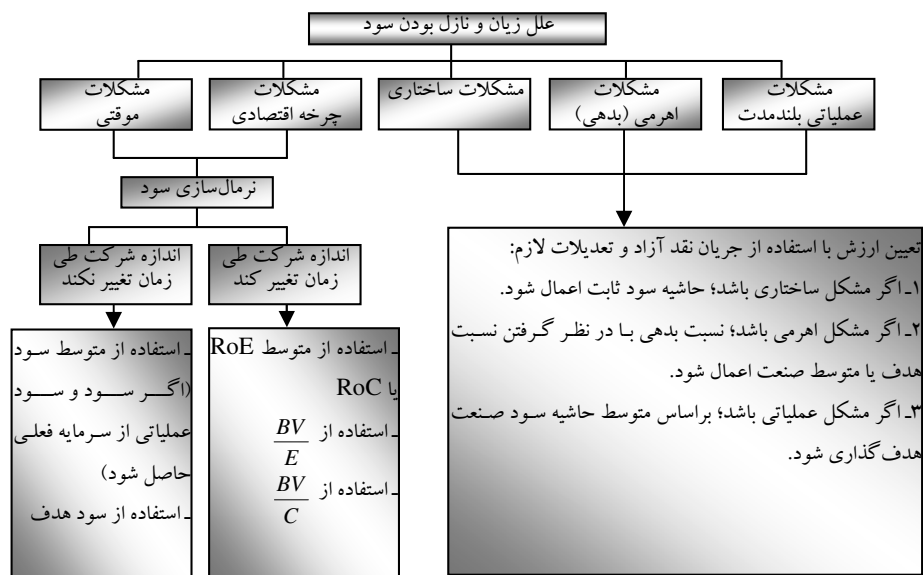 علل زیان و نازل بودن سود
مشکلات
عملیاتی بلندمدت
مشکلات
اهرمی (بدهی)
مشکلات ساختاری
مشکلات
چرخه اقتصادی
مشکلات
موقتی
نرمال‌سازی سود
اندازه شرکت طی
زمان تغییر کند
اندازه شرکت طی
زمان تغییر نکند
تعیین ارزش با استفاده از جریان نقد آزاد و تعدیلات لازم:
۱ـ اگر مشکل ساختاری باشد؛ حاشیه سود ثابت اعمال شود.
۲ـ اگر مشکل اهرمی باشد؛ نسبت بدهی با در نظر گرفتن نسبت
هدف یا متوسط صنعت اعمال شود.
۳ـ اگر مشکل عملیاتی باشد؛ براساس متوسط حاشیه سود صنعت
هدف‌گذاری شود.
ـ استفاده از متوسط RoE
یا RoC
ـ استفاده از BV/E
ـ استفاده از BV/C
ـ استفاده از متوسط سود
(اگر سود و سود
عملیاتی از سرمایه فعلی
حاصل شود)
ـ استفاده از سود هدف